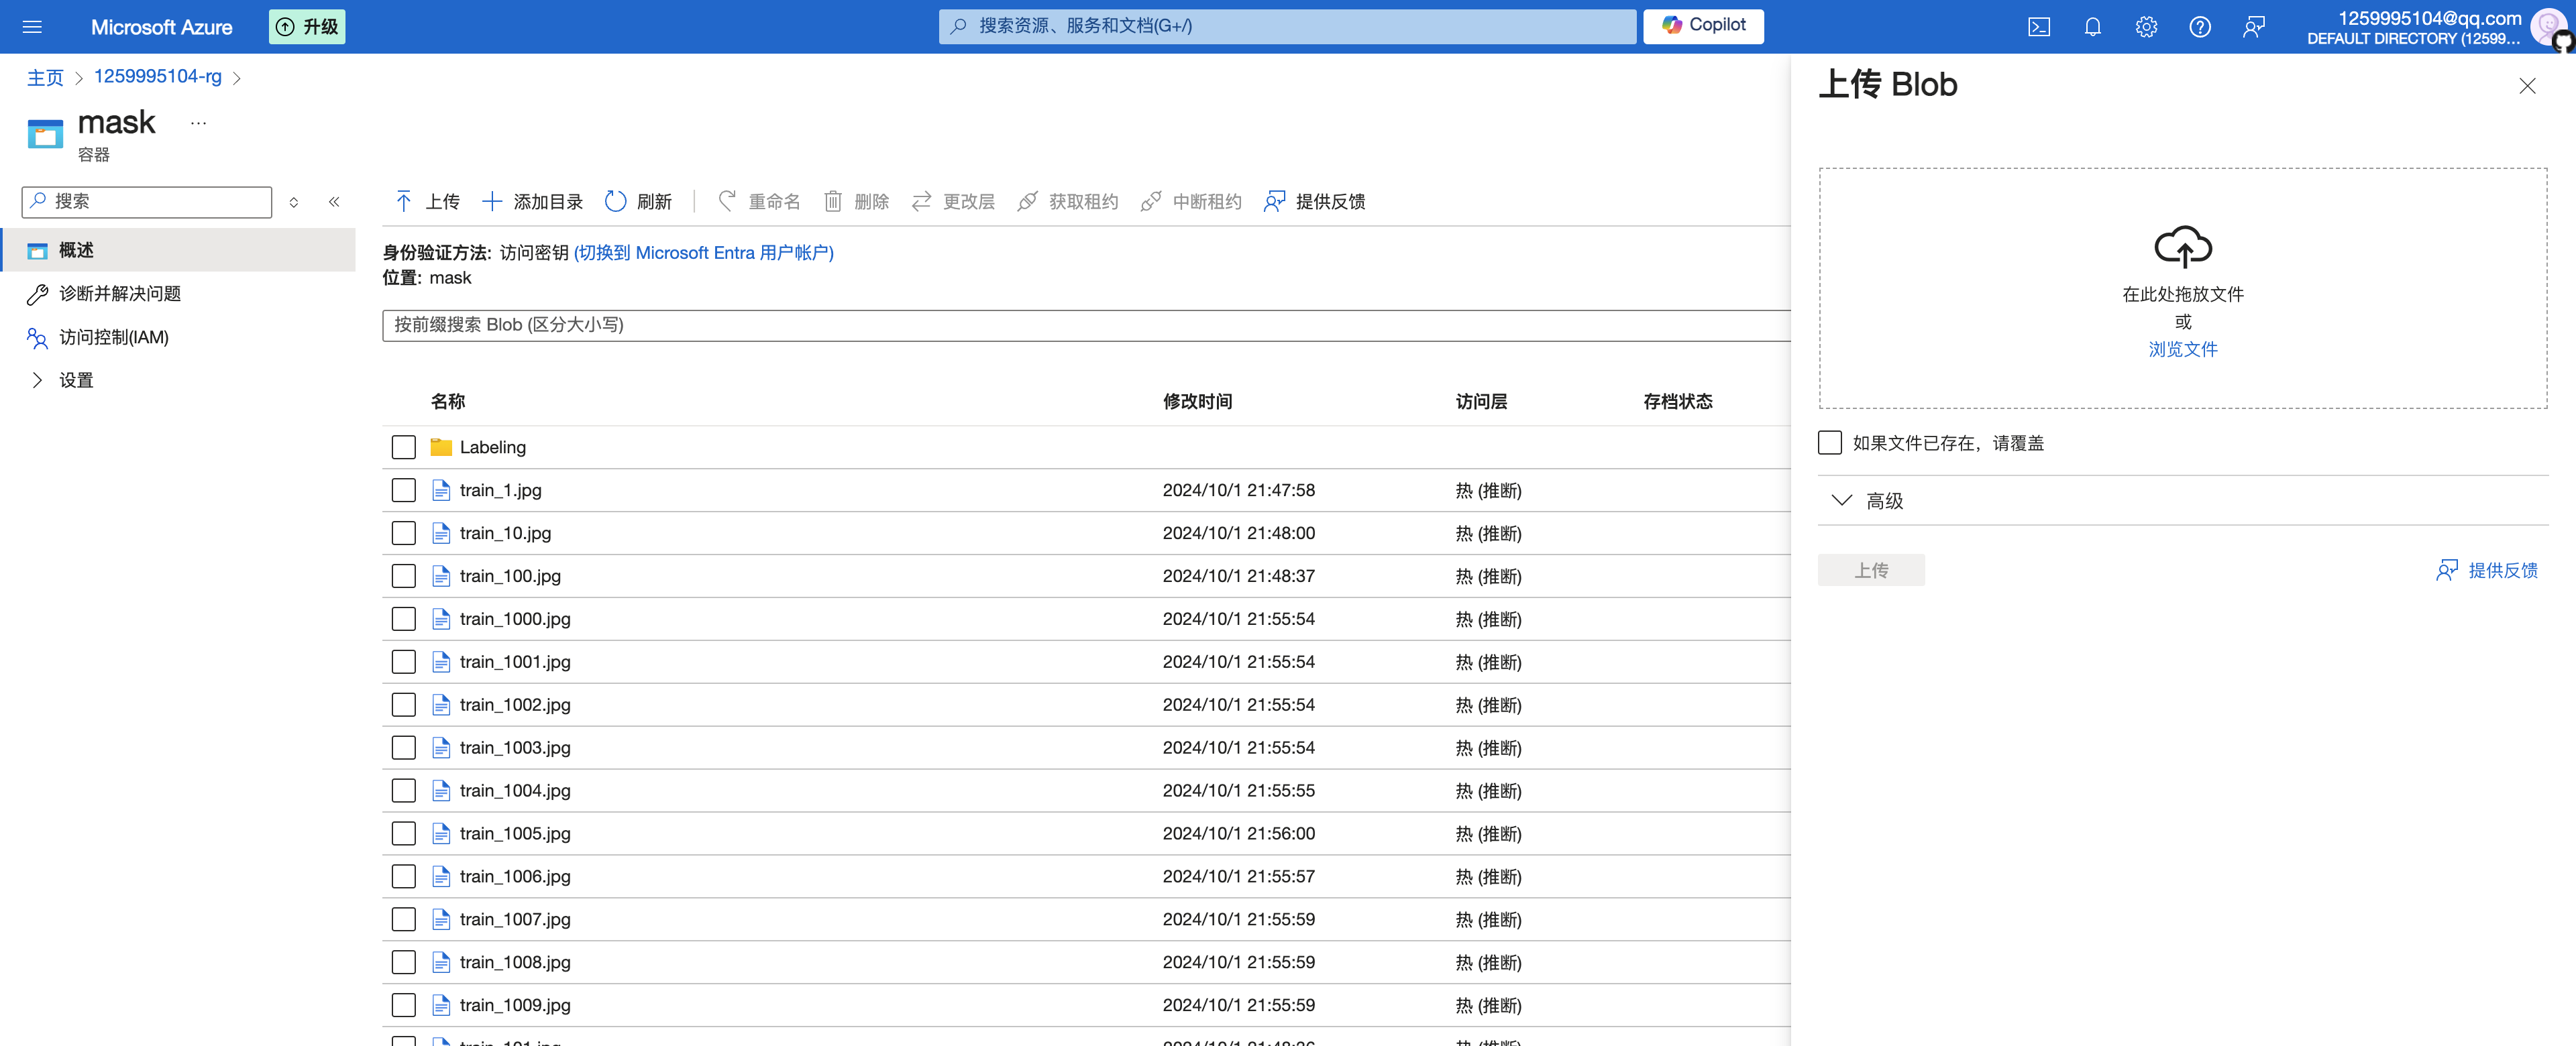 Microsoft Azure
升级
搜索资源、服务和文档(G+/)
Copilot
1259995104@qq.com
DEFAULT DIRECTORY (12599...
主页 > 1259995104-rg >
mask ...
容器
搜索
概述
诊断并解决问题
访问控制(IAM)
设置
上传 添加目录 刷新 重命名 删除 更改层 获取租约 中断租约 提供反馈
身份验证方法: 访问密钥 (切换到 Microsoft Entra 用户帐户)
位置: mask
按前缀搜索 Blob (区分大小写)
名称 修改时间 访问层 存档状态
Labeling
train_1.jpg 2024/10/1 21:47:58 热 (推断)
train_10.jpg 2024/10/1 21:48:00 热 (推断)
train_100.jpg 2024/10/1 21:48:37 热 (推断)
train_1000.jpg 2024/10/1 21:55:54 热 (推断)
train_1001.jpg 2024/10/1 21:55:54 热 (推断)
train_1002.jpg 2024/10/1 21:55:54 热 (推断)
train_1003.jpg 2024/10/1 21:55:54 热 (推断)
train_1004.jpg 2024/10/1 21:55:55 热 (推断)
train_1005.jpg 2024/10/1 21:56:00 热 (推断)
train_1006.jpg 2024/10/1 21:55:57 热 (推断)
train_1007.jpg 2024/10/1 21:55:59 热 (推断)
train_1008.jpg 2024/10/1 21:55:59 热 (推断)
train_1009.jpg 2024/10/1 21:55:59 热 (推断)
上传 Blob
在此处拖放文件
或
浏览文件
如果文件已存在，请覆盖
高级
上传
提供反馈